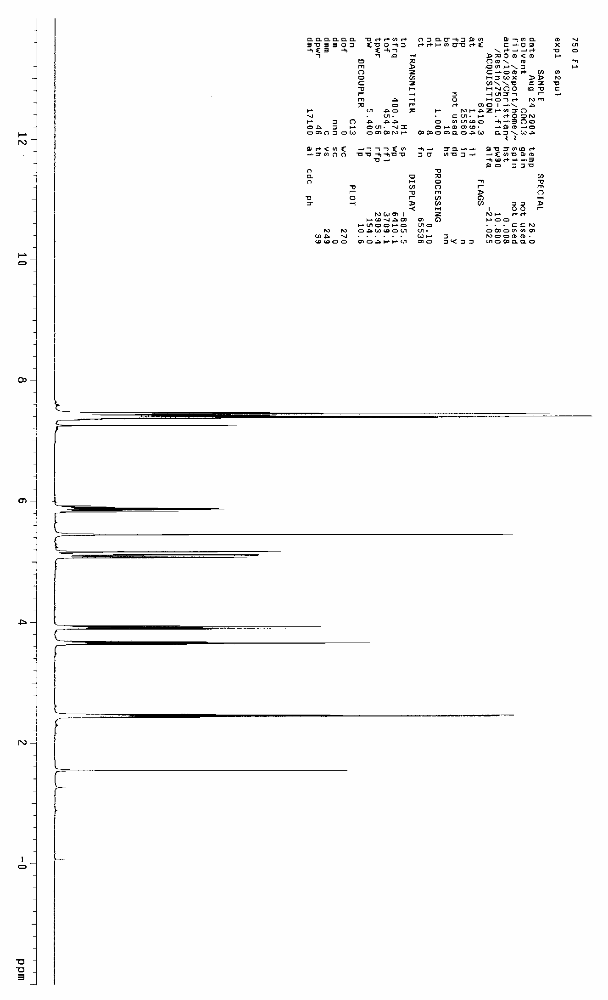 750 F1
exp1 s2pul
SAMPLE
date Aug 24 2004
solvent CDCl3
file /export/home/~
auto/103/Christian~
/Resin/750-1.fid
ACQUISITION
sw 6410.3
at 1.994
np 25560
fb not used
bs 16
d1 1.000
nt 8
ct 8
TRANSMITTER
tn H1
sfrq 400.472
tof 454.8
tpwr 56
pw 5.400
DECOUPLER
dn C13
dof 0
dm nnn
dmm c
dpwr 46
dmf 17100
SPECIAL
temp 26.0
gain not used
spin not used
hst 0.008
pw90 10.800
alfa -21.025
FLAGS
il n
in n
dp y
hs nn
PROCESSING
lb 0.10
fn 65536
DISPLAY
sp -805.5
wp 6410.1
rfl 3709.1
rfp 2903.4
rp 154.0
lp 10.6
PLOT
wc 270
sc 0
vs 249
th 39
ai cdc ph
12 10 8 6 4 2 -0 ppm